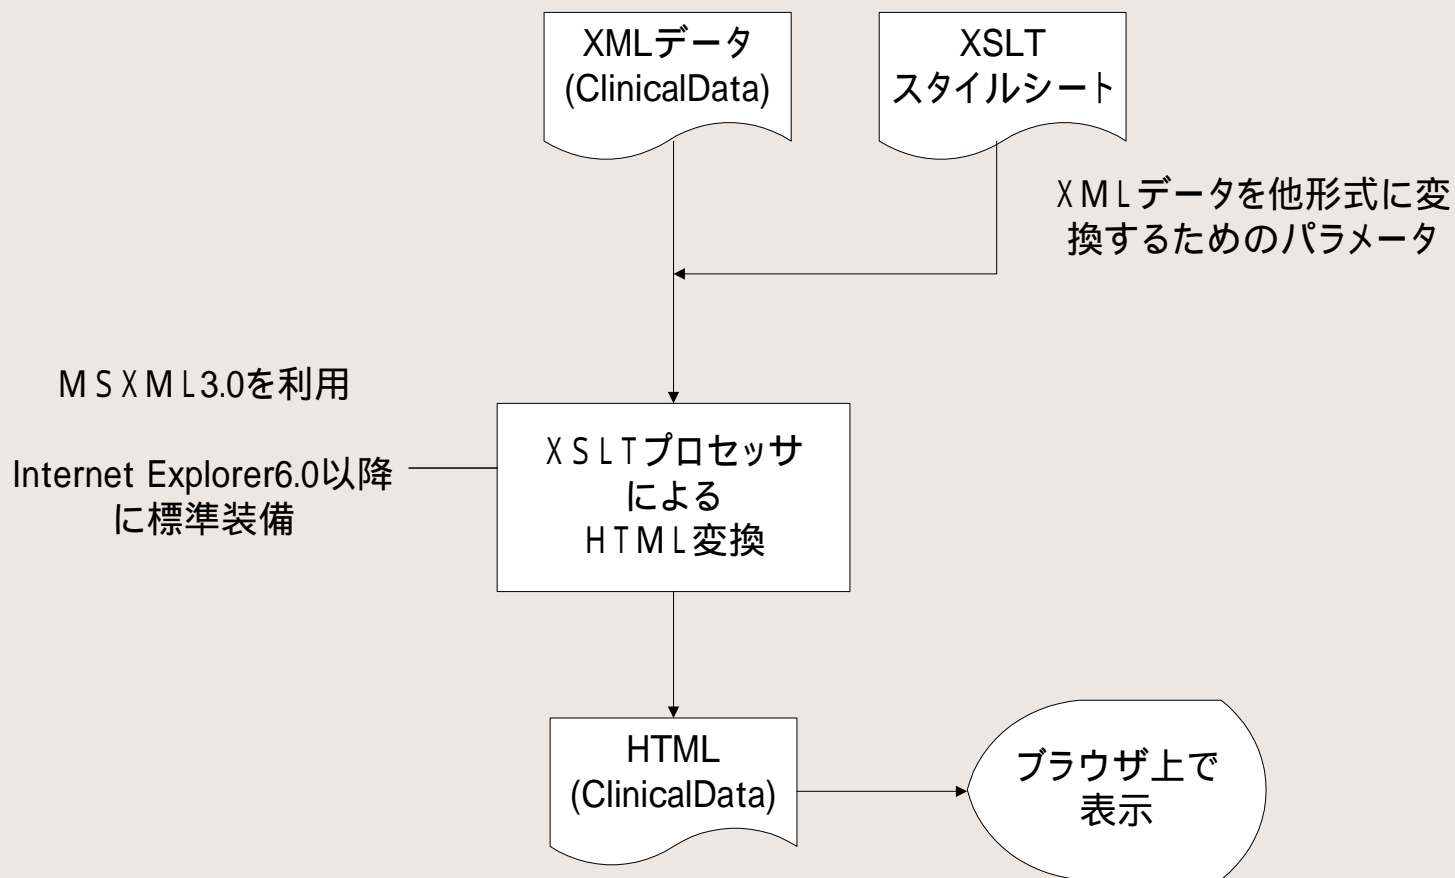 XMLデータ
(ClinicalData)
XSLT
スタイルシート
XMLデータを他形式に変
換するためのパラメータ
MSXML3.0を利用
Internet Explorer6.0以降
に標準装備
XSLTプロセッサ
による
HTML変換
HTML
(ClinicalData)
ブラウザ上で
表示